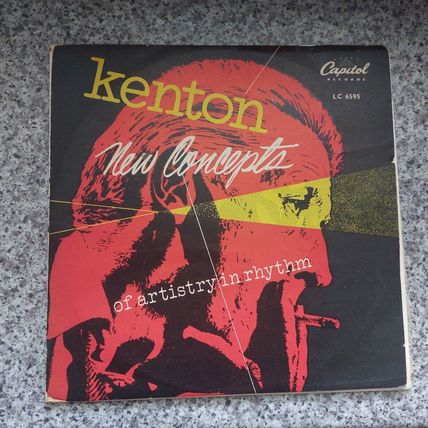 kenton
Capitol
RECORDS
LC 6595
New Concepts
of artistry in rhythm